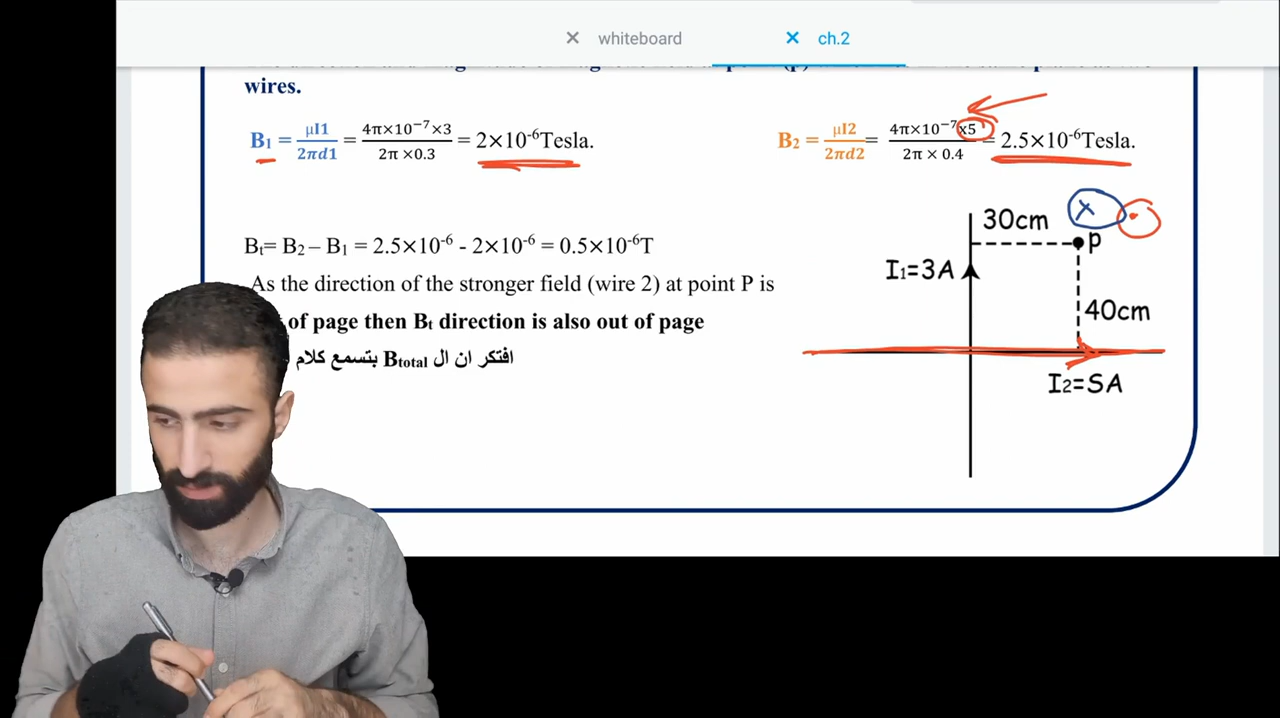 × whiteboard × ch.2
wires.
B1 = μI1/2πd1 = 4π×10⁻⁷×3/2π ×0.3 = 2×10⁻⁶Tesla.
B2 = μI2/2πd2 = 4π×10⁻⁷×5/2π × 0.4 = 2.5×10⁻⁶Tesla.
Bt= B2 – B1 = 2.5×10⁻⁶ - 2×10⁻⁶ = 0.5×10⁻⁶T
As the direction of the stronger field (wire 2) at point P is
of page then Bt direction is also out of page
افتكر ان ال Btotal بتسمع كلام
30cm
X
p
I1=3A
40cm
I2=SA